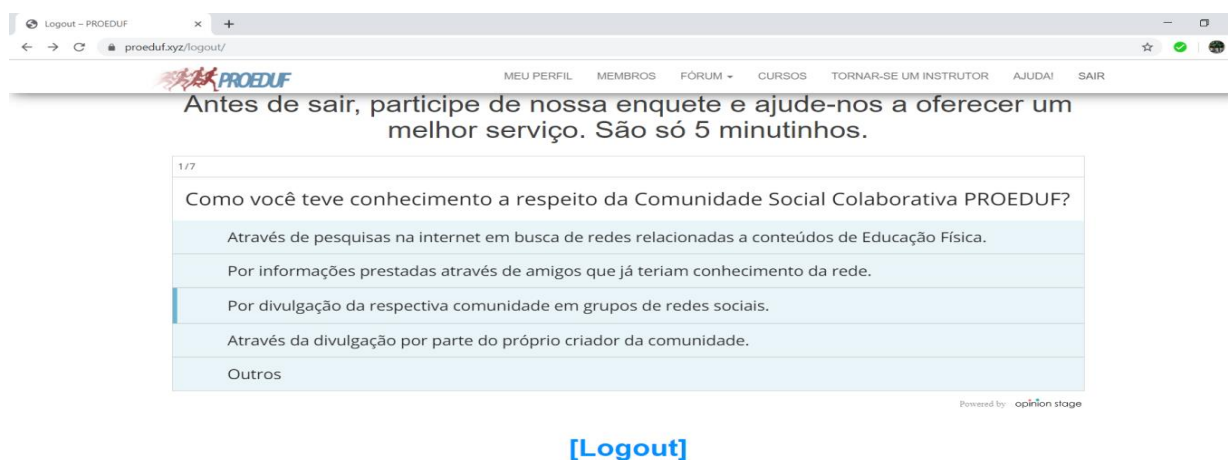 Logout – PROEDUF
proeduf.xyz/logout/
PROEDUF MEU PERFIL MEMBROS FÓRUM CURSOS TORNAR-SE UM INSTRUTOR AJUDA! SAIR
Antes de sair, participe de nossa enquete e ajude-nos a oferecer um
melhor serviço. São só 5 minutinhos.
1/7
Como você teve conhecimento a respeito da Comunidade Social Colaborativa PROEDUF?
Através de pesquisas na internet em busca de redes relacionadas a conteúdos de Educação Física.
Por informações prestadas através de amigos que já teriam conhecimento da rede.
Por divulgação da respectiva comunidade em grupos de redes sociais.
Através da divulgação por parte do próprio criador da comunidade.
Outros
Powered by opinion stage
[Logout]